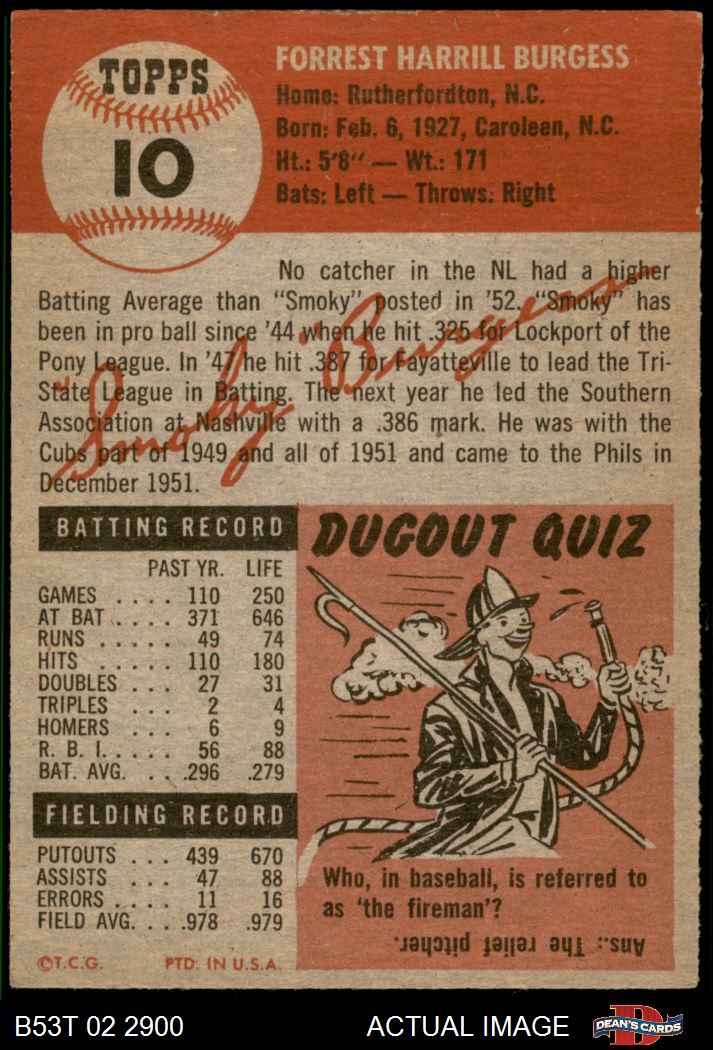 TOPPS
10
FORREST HARRILL BURGESS
Home: Rutherfordton, N.C.
Born: Feb. 6, 1927, Caroleen, N.C.
Ht.: 5'8" — Wt.: 171
Bats: Left — Throws: Right
No catcher in the NL had a higher
Batting Average than "Smoky" posted in '52. "Smoky" has
been in pro ball since '44 when he hit .325 for Lockport of the
Pony League. In '47 he hit .387 for Fayatteville to lead the Tri-
State League in Batting. The next year he led the Southern
Association at Nashville with a .386 mark. He was with the
Cubs part of 1949 and all of 1951 and came to the Phils in
December 1951.
"Smoky" Burgess
BATTING RECORD
PAST YR. LIFE
GAMES .... 110 250
AT BAT .... 371 646
RUNS ..... 49 74
HITS ..... 110 180
DOUBLES ... 27 31
TRIPLES ... 2 4
HOMERS ... 6 9
R. B. I. .... 56 88
BAT. AVG. .. .296 .279
FIELDING RECORD
PUTOUTS ... 439 670
ASSISTS ... 47 88
ERRORS .... 11 16
FIELD AVG. .. .978 .979
©T.C.G. PTD. IN U.S.A.
DUGOUT QUIZ
Who, in baseball, is referred to
as 'the fireman'?
Ans.: The relief pitcher.
B53T 02 2900 ACTUAL IMAGE
D
DEAN'S CARDS